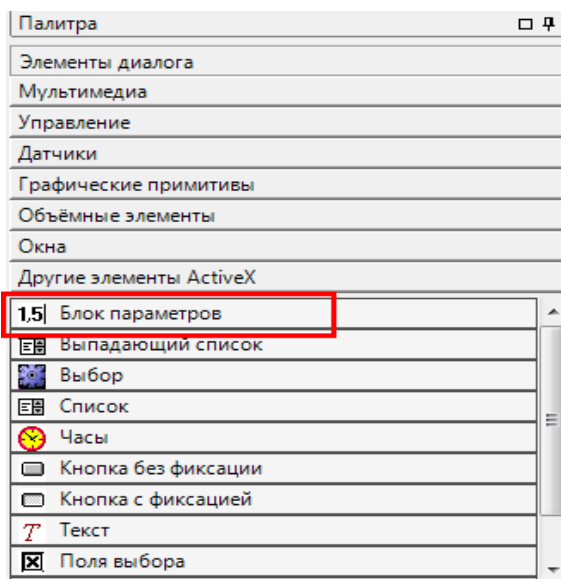 Палитра
Элементы диалога
Мультимедиа
Управление
Датчики
Графические примитивы
Объёмные элементы
Окна
Другие элементы ActiveX
1,5 Блок параметров
Выпадающий список
Выбор
Список
Часы
Кнопка без фиксации
Кнопка с фиксацией
T Текст
Поля выбора